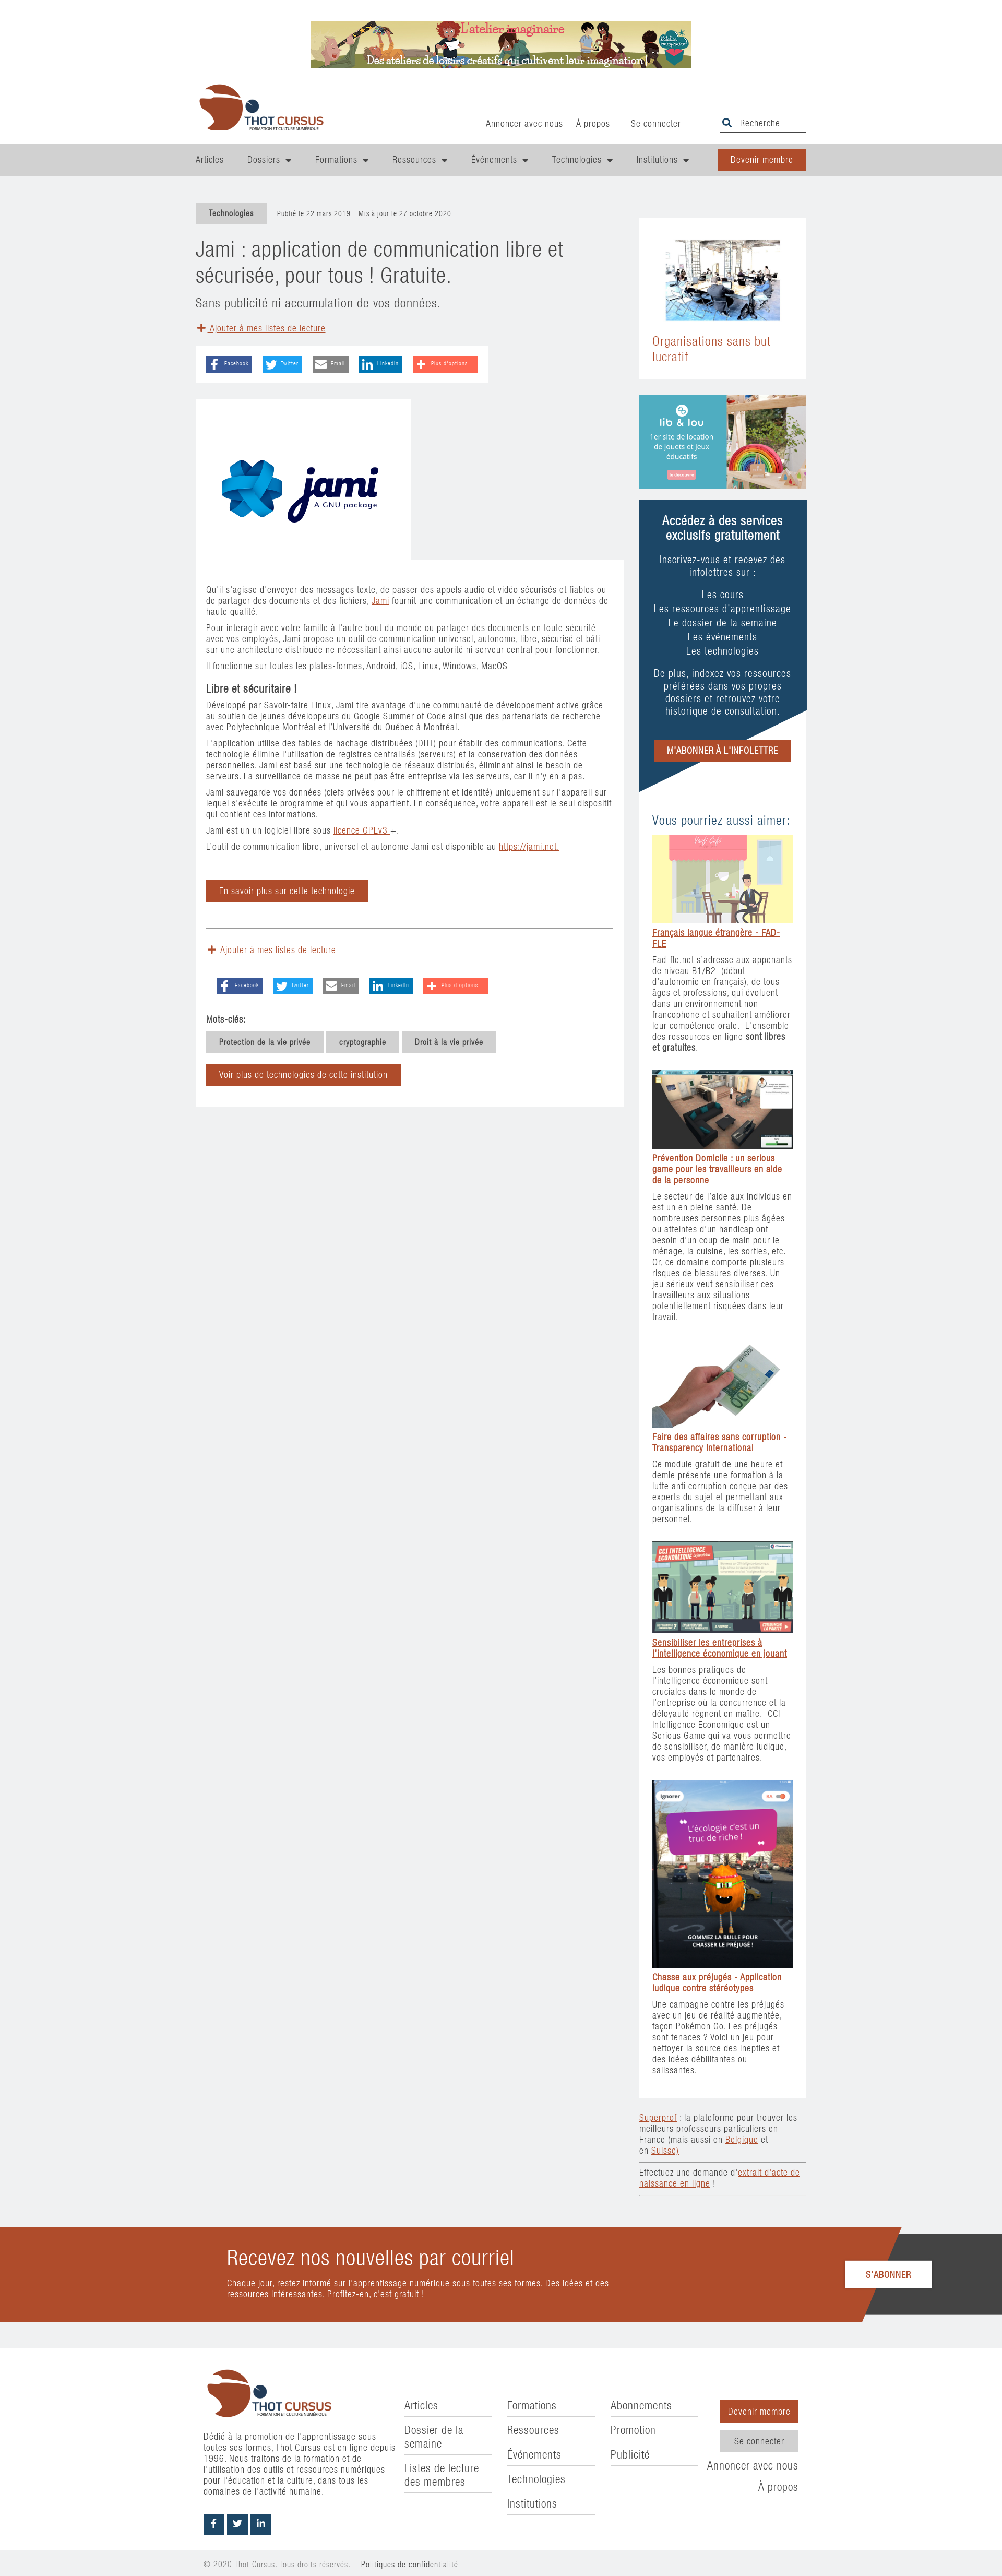 L'atelier imaginaire
Des ateliers de loisirs créatifs qui cultivent leur imagination !
THOT CURSUS
FORMATION ET CULTURE NUMÉRIQUES
Annoncer avec nous À propos | Se connecter Recherche
Articles Dossiers Formations Ressources Événements Technologies Institutions Devenir membre
Technologies Publié le 22 mars 2019 Mis à jour le 27 octobre 2020
Jami : application de communication libre et
sécurisée, pour tous ! Gratuite.
Sans publicité ni accumulation de vos données.
Ajouter à mes listes de lecture
Facebook Twitter Email LinkedIn Plus d'options...
jami
A GNU package
Qu'il s'agisse d'envoyer des messages texte, de passer des appels audio et vidéo sécurisés et fiables ou
de partager des documents et des fichiers, Jami fournit une communication et un échange de données de
haute qualité.
Pour interagir avec votre famille à l'autre bout du monde ou partager des documents en toute sécurité
avec vos employés, Jami propose un outil de communication universel, autonome, libre, sécurisé et bâti
sur une architecture distribuée ne nécessitant ainsi aucune autorité ni serveur central pour fonctionner.
Il fonctionne sur toutes les plates-formes, Android, iOS, Linux, Windows, MacOS
Libre et sécuritaire !
Développé par Savoir-faire Linux, Jami tire avantage d'une communauté de développement active grâce
au soutien de jeunes développeurs du Google Summer of Code ainsi que des partenariats de recherche
avec Polytechnique Montréal et l'Université du Québec à Montréal.
L'application utilise des tables de hachage distribuées (DHT) pour établir des communications. Cette
technologie élimine l'utilisation de registres centralisés (serveurs) et la conservation des données
personnelles. Jami est basé sur une technologie de réseaux distribués, éliminant ainsi le besoin de
serveurs. La surveillance de masse ne peut pas être entreprise via les serveurs, car il n'y en a pas.
Jami sauvegarde vos données (clefs privées pour le chiffrement et identité) uniquement sur l'appareil sur
lequel s'exécute le programme et qui vous appartient. En conséquence, votre appareil est le seul dispositif
qui contient ces informations.
Jami est un un logiciel libre sous licence GPLv3 +.
L'outil de communication libre, universel et autonome Jami est disponible au https://jami.net.
En savoir plus sur cette technologie
Ajouter à mes listes de lecture
Facebook Twitter Email LinkedIn Plus d'options...
Mots-clés:
Protection de la vie privée cryptographie Droit à la vie privée
Voir plus de technologies de cette institution
Organisations sans but
lucratif
lib & lou
1er site de location
de jouets et jeux
éducatifs
je découvre
Accédez à des services
exclusifs gratuitement
Inscrivez-vous et recevez des
infolettres sur :
Les cours
Les ressources d'apprentissage
Le dossier de la semaine
Les événements
Les technologies
De plus, indexez vos ressources
préférées dans vos propres
dossiers et retrouvez votre
historique de consultation.
M'ABONNER À L'INFOLETTRE
Vous pourriez aussi aimer:
Français langue étrangère - FAD-
FLE
Fad-fle.net s'adresse aux appenants
de niveau B1/B2 (début
d'autonomie en français), de tous
âges et professions, qui évoluent
dans un environnement non
francophone et souhaitent améliorer
leur compétence orale. L'ensemble
des ressources en ligne sont libres
et gratuites.
Prévention Domicile : un serious
game pour les travailleurs en aide
de la personne
Le secteur de l'aide aux individus en
est un en pleine santé. De
nombreuses personnes plus âgées
ou atteintes d'un handicap ont
besoin d'un coup de main pour le
ménage, la cuisine, les sorties, etc.
Or, ce domaine comporte plusieurs
risques de blessures diverses. Un
jeu sérieux veut sensibiliser ces
travailleurs aux situations
potentiellement risquées dans leur
travail.
100
Faire des affaires sans corruption -
Transparency International
Ce module gratuit de une heure et
demie présente une formation à la
lutte anti corruption conçue par des
experts du sujet et permettant aux
organisations de la diffuser à leur
personnel.
CCI INTELLIGENCE
ÉCONOMIQUE
Sensibiliser les entreprises à
l'intelligence économique en jouant
Les bonnes pratiques de
l'intelligence économique sont
cruciales dans le monde de
l'entreprise où la concurrence et la
déloyauté règnent en maître. CCI
Intelligence Economique est un
Serious Game qui va vous permettre
de sensibiliser, de manière ludique,
vos employés et partenaires.
Ignorer
L'écologie c'est un
truc de riche !
GOMMEZ LA BULLE POUR
CHASSER LE PRÉJUGÉ !
Chasse aux préjugés - Application
ludique contre stéréotypes
Une campagne contre les préjugés
avec un jeu de réalité augmentée,
façon Pokémon Go. Les préjugés
sont tenaces ? Voici un jeu pour
nettoyer la source des inepties et
des idées débilitantes ou
salissantes.
Superprof : la plateforme pour trouver les
meilleurs professeurs particuliers en
France (mais aussi en Belgique et
en Suisse)
Effectuez une demande d'extrait d'acte de
naissance en ligne !
Recevez nos nouvelles par courriel
Chaque jour, restez informé sur l'apprentissage numérique sous toutes ses formes. Des idées et des
ressources intéressantes. Profitez-en, c'est gratuit !
S'ABONNER
THOT CURSUS
FORMATION ET CULTURE NUMÉRIQUES
Dédié à la promotion de l'apprentissage sous
toutes ses formes, Thot Cursus est en ligne depuis
1996. Nous traitons de la formation et de
l'utilisation des outils et ressources numériques
pour l'éducation et la culture, dans tous les
domaines de l'activité humaine.
Articles
Dossier de la
semaine
Listes de lecture
des membres
Formations
Ressources
Événements
Technologies
Institutions
Abonnements
Promotion
Publicité
Devenir membre
Se connecter
Annoncer avec nous
À propos
© 2020 Thot Cursus. Tous droits réservés. Politiques de confidentialité